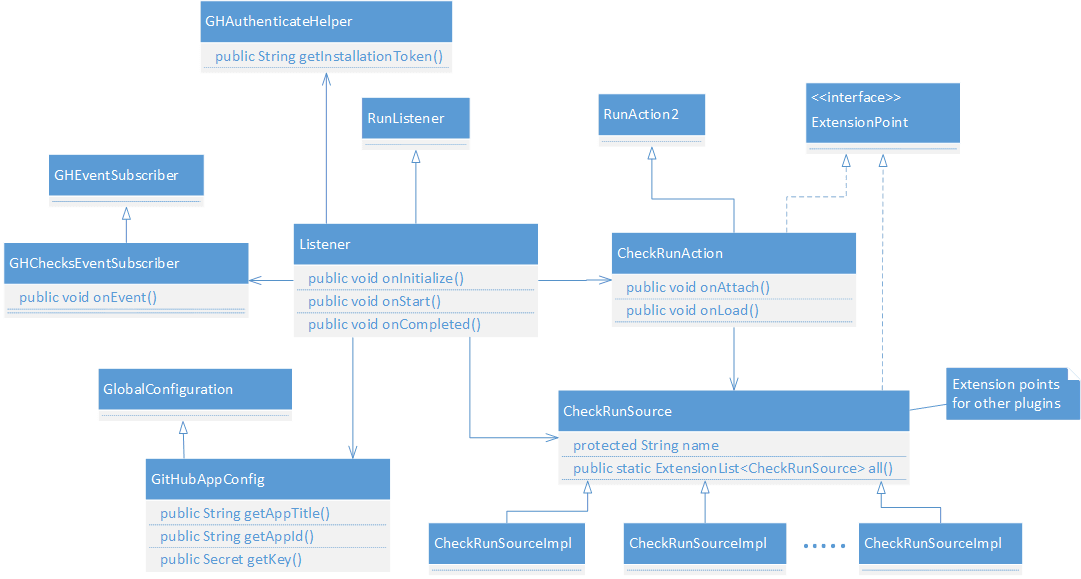 GHAuthenticateHelper
public String getInstallationToken()
RunListener
RunAction2
<<interface>>
ExtensionPoint
GHEventSubscriber
GHChecksEventSubscriber
public void onEvent()
Listener
public void onInitialize()
public void onStart()
public void onCompleted()
CheckRunAction
public void onAttach()
public void onLoad()
GlobalConfiguration
GitHubAppConfig
public String getAppTitle()
public String getAppId()
public Secret getKey()
CheckRunSource
protected String name
public static ExtensionList<CheckRunSource> all()
Extension points
for other plugins
CheckRunSourceImpl
CheckRunSourceImpl
CheckRunSourceImpl